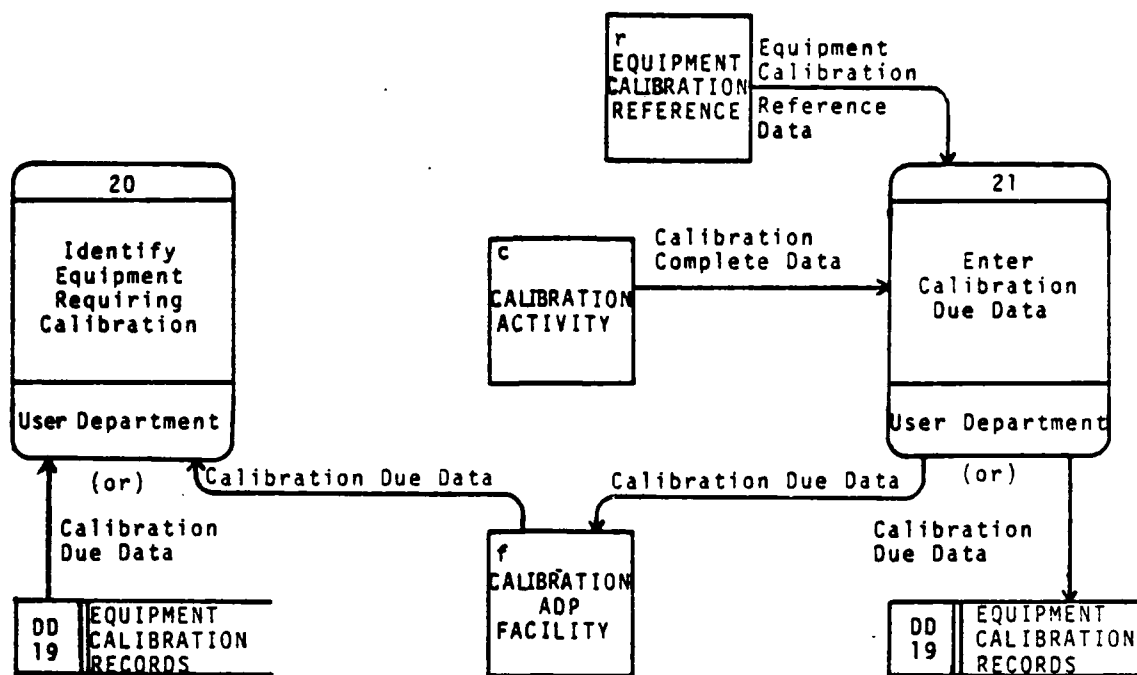 r
EQUIPMENT
CALIBRATION
REFERENCE
Equipment
Calibration
Reference
Data
20
Identify
Equipment
Requiring
Calibration
User Department
c
CALIBRATION
ACTIVITY
Calibration
Complete Data
21
Enter
Calibration
Due Data
User Department
(or)
Calibration Due Data
Calibration Due Data
(or)
Calibration
Due Data
f
CALIBRATION
ADP
FACILITY
Calibration
Due Data
DD
19
EQUIPMENT
CALIBRATION
RECORDS
DD
19
EQUIPMENT
CALIBRATION
RECORDS